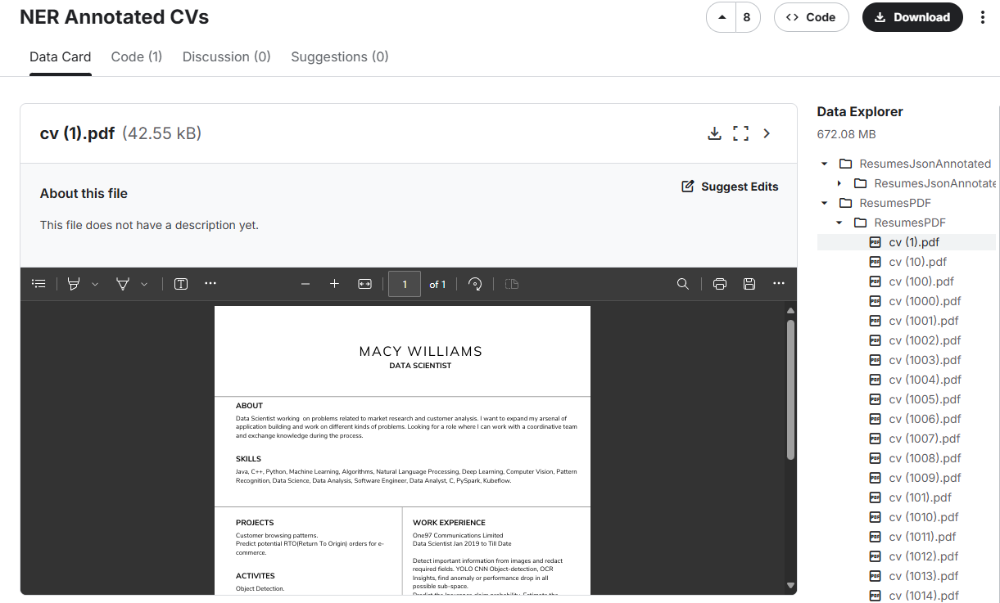 NER Annotated CVs
8
Code
Download
Data Card
Code (1)
Discussion (0)
Suggestions (0)
cv (1).pdf (42.55 kB)
About this file
Suggest Edits
This file does not have a description yet.
1 of 1
MACY WILLIAMS
DATA SCIENTIST
ABOUT
Data Scientist working on problems related to market research and customer analysis. I want to expand my arsenal of
application building and work on different kinds of problems. Looking for a role where I can work with a coordinative team
and exchange knowledge during the process.
SKILLS
Java, C++, Python, Machine Learning, Algorithms, Natural Language Processing, Deep Learning, Computer Vision, Pattern
Recognition, Data Science, Data Analysis, Software Engineer, Data Analyst, C, PySpark, Kubeflow.
PROJECTS
Customer browsing patterns.
Predict potential RTO(Return To Origin) orders for e-
commerce.
ACTIVITES
Object Detection.
WORK EXPERIENCE
One97 Communications Limited
Data Scientist Jan 2019 to Till Date
Detect important information from images and redact
required fields. YOLO CNN Object-detection, OCR
Insights, find anomaly or performance drop in all
possible sub-space.
Predict the Insurance claim probability. Estimate the
Data Explorer
672.08 MB
ResumesJsonAnnotated
ResumesJsonAnnotate
ResumesPDF
ResumesPDF
cv (1).pdf
cv (10).pdf
cv (100).pdf
cv (1000).pdf
cv (1001).pdf
cv (1002).pdf
cv (1003).pdf
cv (1004).pdf
cv (1005).pdf
cv (1006).pdf
cv (1007).pdf
cv (1008).pdf
cv (1009).pdf
cv (101).pdf
cv (1010).pdf
cv (1011).pdf
cv (1012).pdf
cv (1013).pdf
cv (1014).pdf